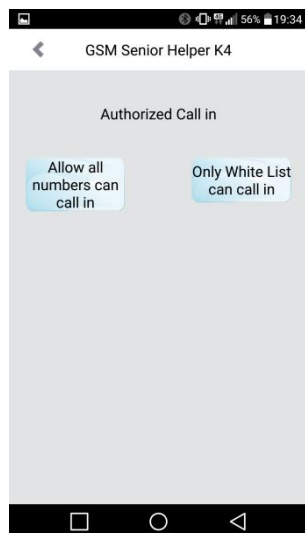 56% 19:34
GSM Senior Helper K4
Authorized Call in
Allow all
numbers can
call in
Only White List
can call in